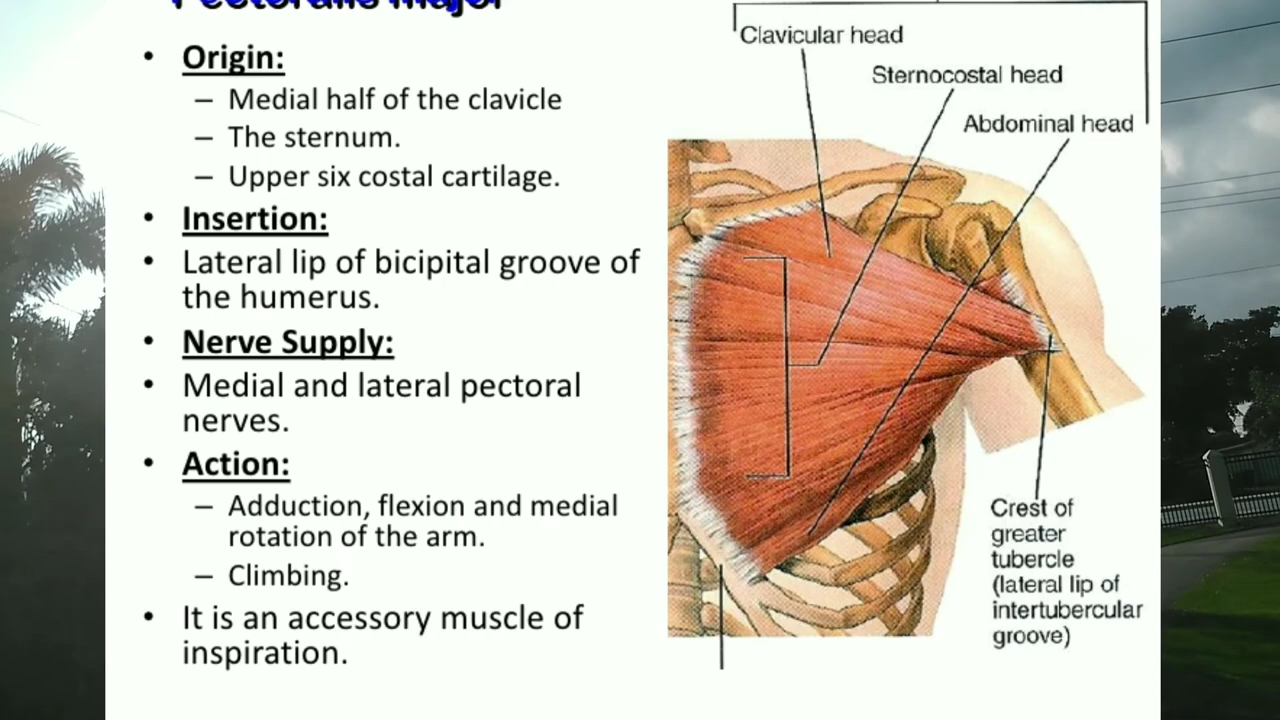 Pectoralis major
• Origin:
– Medial half of the clavicle
– The sternum.
– Upper six costal cartilage.
• Insertion:
• Lateral lip of bicipital groove of
the humerus.
• Nerve Supply:
• Medial and lateral pectoral
nerves.
• Action:
– Adduction, flexion and medial
rotation of the arm.
– Climbing.
• It is an accessory muscle of
inspiration.
Clavicular head
Sternocostal head
Abdominal head
Crest of
greater
tubercle
(lateral lip of
intertubercular
groove)